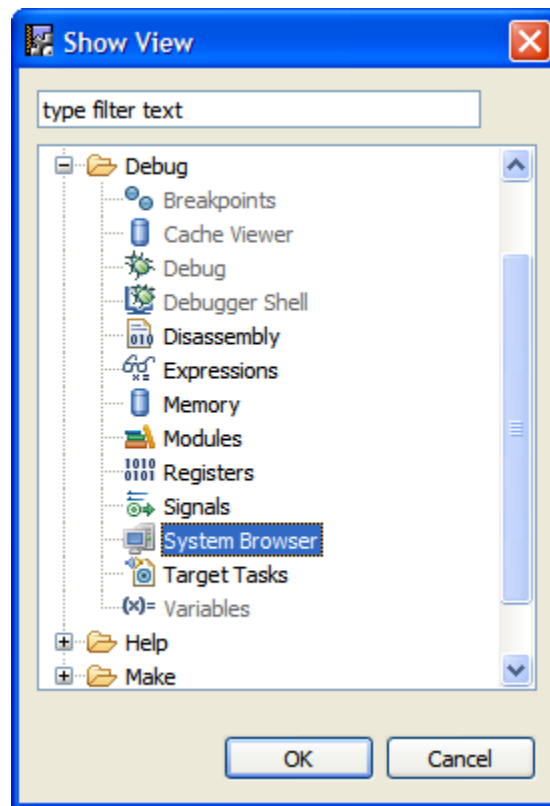 Show View
type filter text
Debug
Breakpoints
Cache Viewer
Debug
Debugger Shell
Disassembly
Expressions
Memory
Modules
Registers
Signals
System Browser
Target Tasks
Variables
Help
Make
OK
Cancel